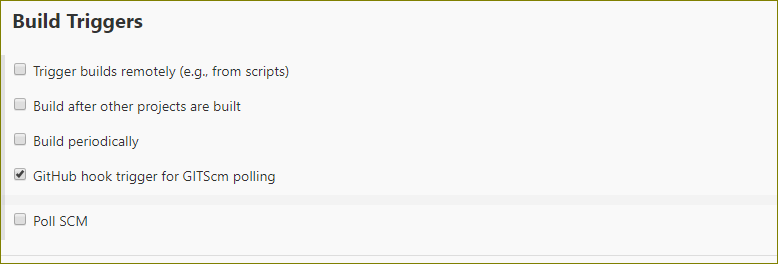 Build Triggers
Trigger builds remotely (e.g., from scripts)
Build after other projects are built
Build periodically
GitHub hook trigger for GITScm polling
Poll SCM